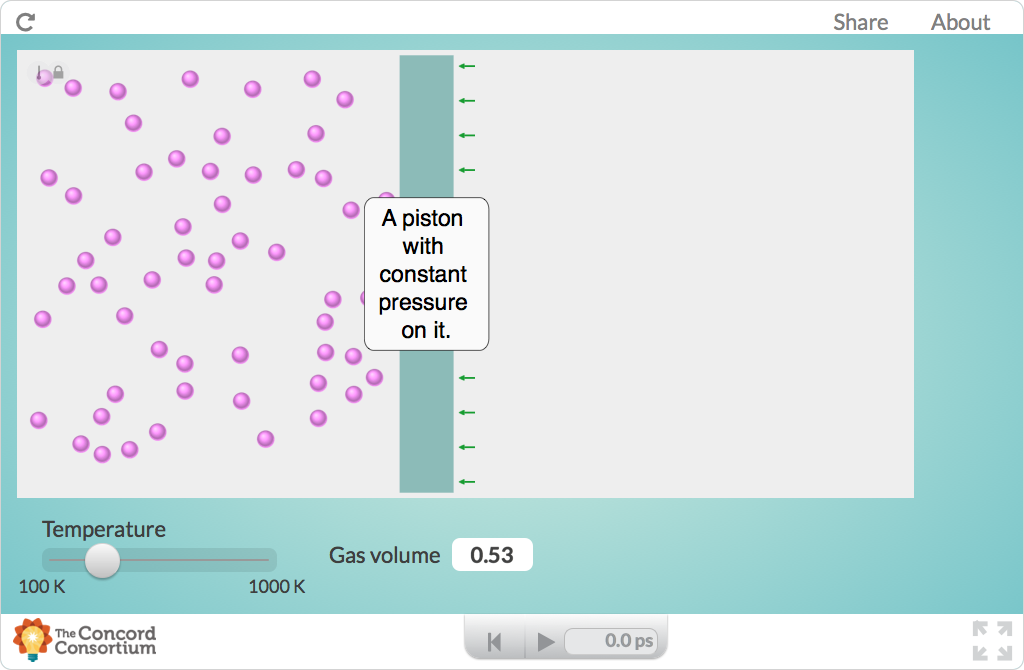 Share
About
A piston
with
constant
pressure
on it.
Temperature
100 K
1000 K
Gas volume
0.53
The Concord
Consortium
0.0 ps